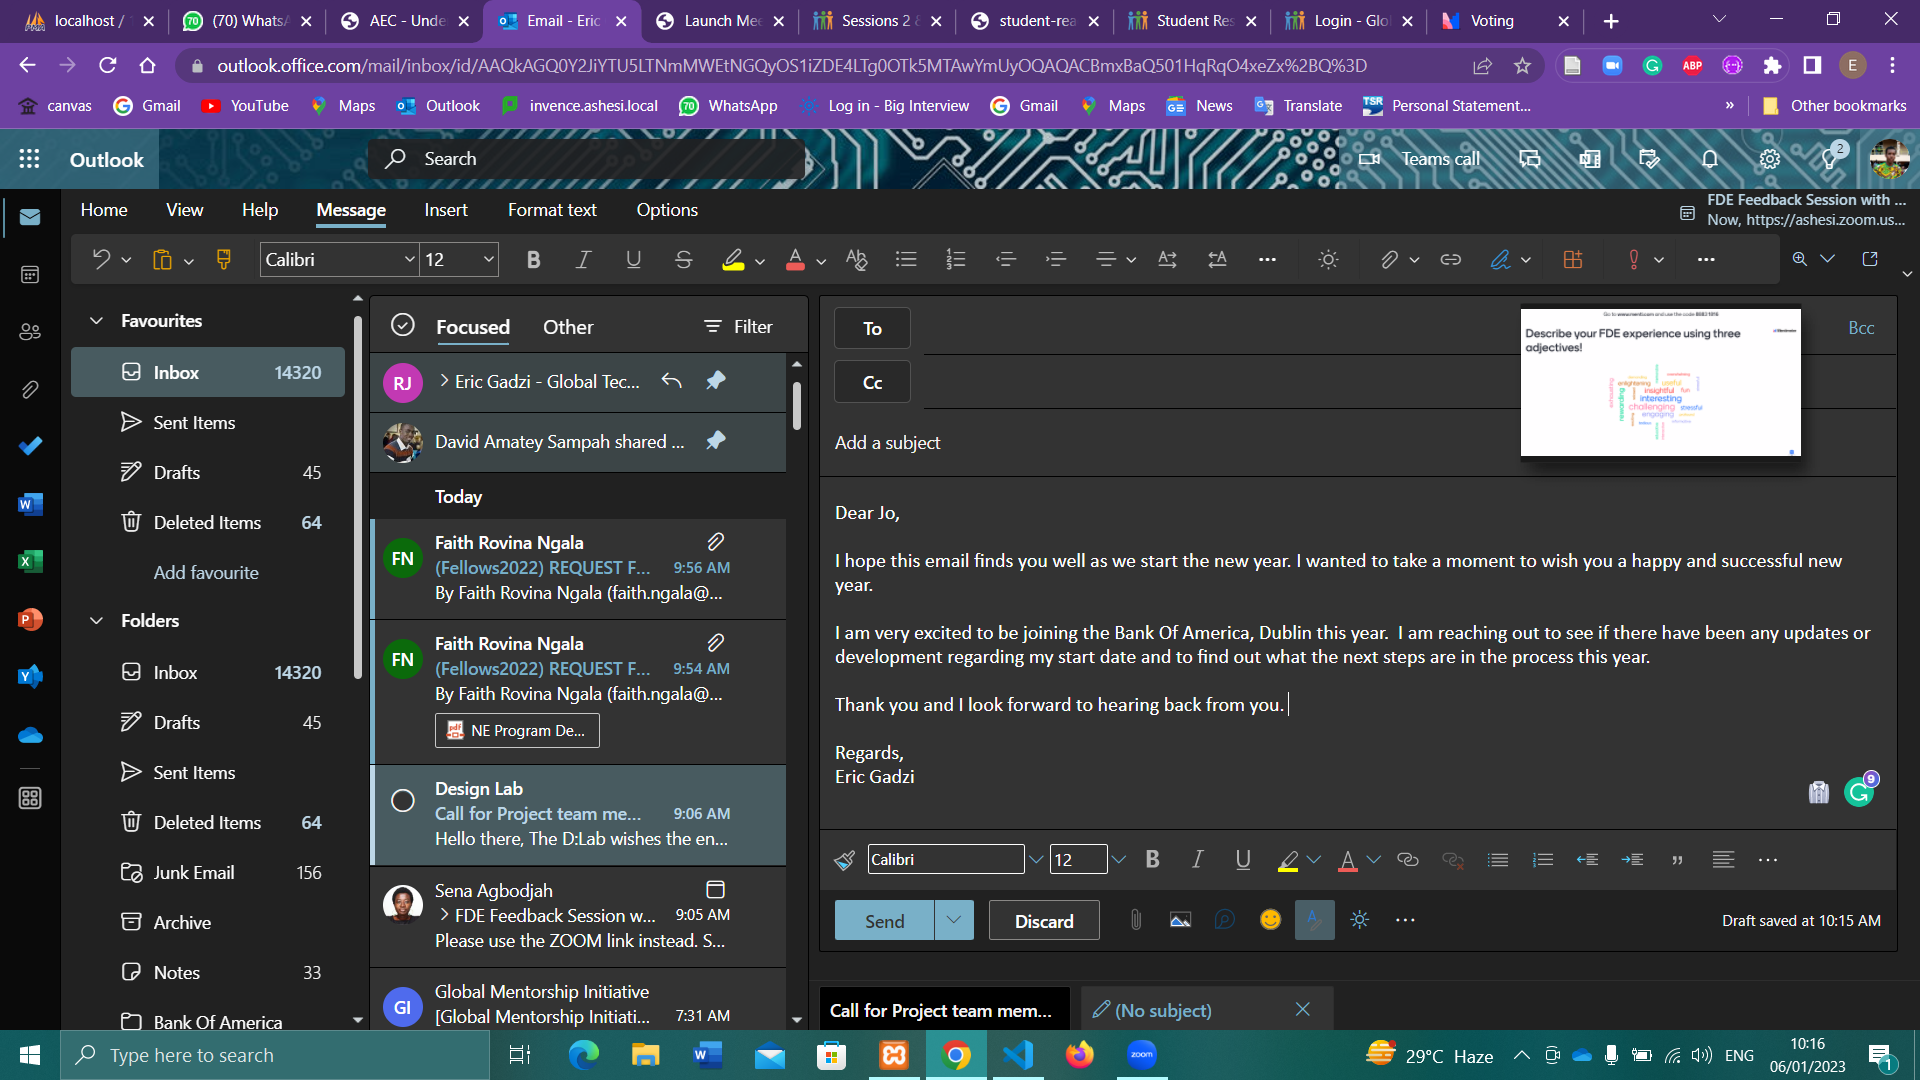 localhost /
(70) WhatsA
AEC - Unde
Email - Eric
Launch Mee
Sessions 2 &
student-rea
Student Res
Login - Glo
Voting
outlook.office.com/mail/inbox/id/AAQkAGQ0Y2JiYTU5LTNmMWEtNGQyOS1iZDE4LTg0OTk5MTAwYmUyOQAQACBmxBaQ501HqRqO4xeZx%2BQ%3D
ABP
E
canvas
Gmail
YouTube
Maps
Outlook
invence.ashesi.local
70
WhatsApp
Log in - Big Interview
Gmail
Maps
News
Translate
TSR
Personal Statement...
»
Other bookmarks
Outlook
Search
Teams call
2
Home
View
Help
Message
Insert
Format text
Options
FDE Feedback Session with ...
Now, https://ashesi.zoom.us...
Calibri
12
Favourites
Inbox 14320
Sent Items
Drafts 45
Deleted Items 64
Add favourite
Folders
Inbox 14320
Drafts 45
Sent Items
Deleted Items 64
Junk Email 156
Archive
Notes 33
Bank Of America
Focused
Other
Filter
RJ
Eric Gadzi - Global Tec...
David Amatey Sampah shared ...
Today
FN
Faith Rovina Ngala
(Fellows2022) REQUEST F... 9:56 AM
By Faith Rovina Ngala (faith.ngala@...
FN
Faith Rovina Ngala
(Fellows2022) REQUEST F... 9:54 AM
By Faith Rovina Ngala (faith.ngala@...
NE Program De...
Design Lab
Call for Project team me... 9:06 AM
Hello there, The D:Lab wishes the en...
Sena Agbodjah
FDE Feedback Session w... 9:05 AM
Please use the ZOOM link instead. S...
GI
Global Mentorship Initiative
[Global Mentorship Initiati... 7:31 AM
To
Cc
Bcc
Describe your FDE experience using three
adjectives!
enlightening
useful
insightful
fun
interesting
rewarding
challenging
stressful
engaging
Add a subject
Dear Jo,
I hope this email finds you well as we start the new year. I wanted to take a moment to wish you a happy and successful new
year.
I am very excited to be joining the Bank Of America, Dublin this year. I am reaching out to see if there have been any updates or
development regarding my start date and to find out what the next steps are in the process this year.
Thank you and I look forward to hearing back from you.
Regards,
Eric Gadzi
9
Calibri
12
Send
Discard
Draft saved at 10:15 AM
Call for Project team mem...
(No subject)
Type here to search
zoom
29°C Haze
ENG
10:16
06/01/2023
1